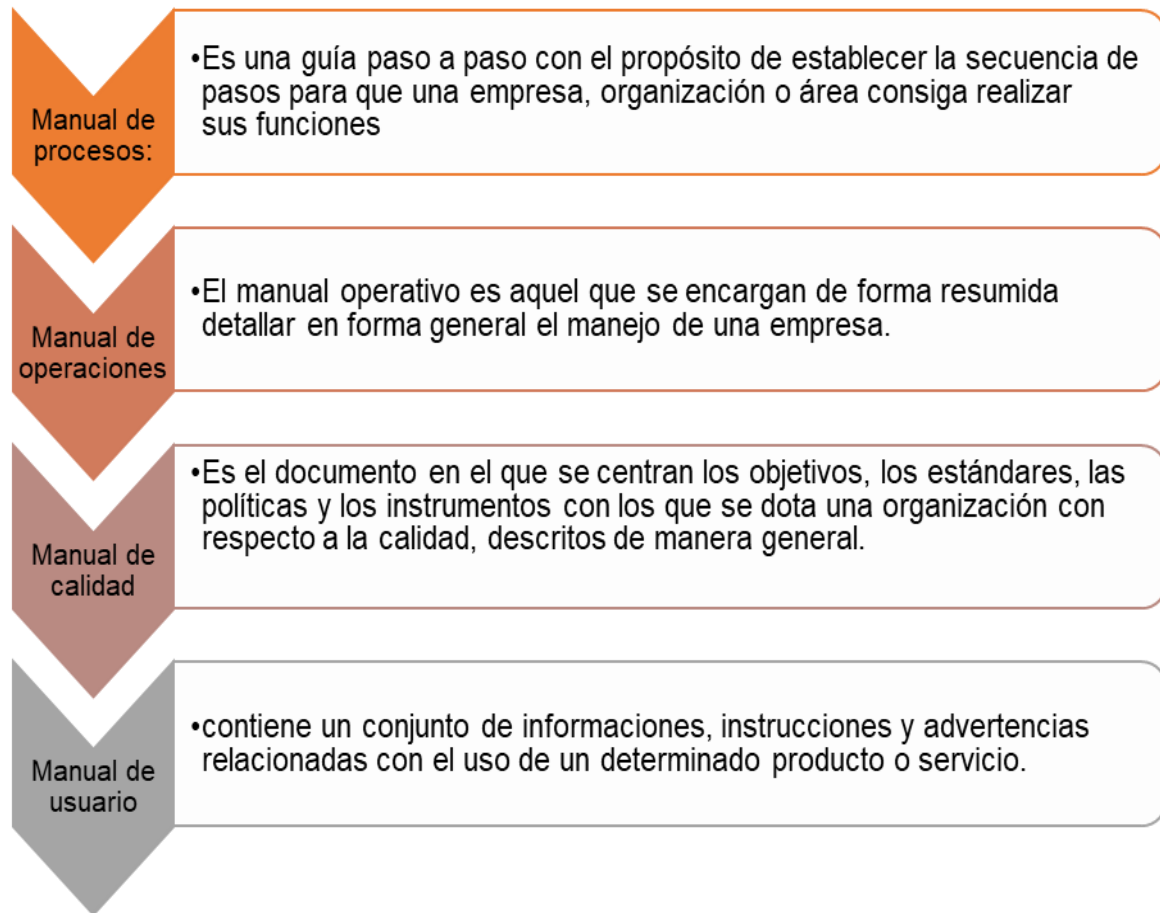 Manual de
procesos:
•Es una guía paso a paso con el propósito de establecer la secuencia de
pasos para que una empresa, organización o área consiga realizar
sus funciones
Manual de
operaciones
•El manual operativo es aquel que se encargan de forma resumida
detallar en forma general el manejo de una empresa.
Manual de
calidad
•Es el documento en el que se centran los objetivos, los estándares, las
políticas y los instrumentos con los que se dota una organización con
respecto a la calidad, descritos de manera general.
Manual de
usuario
•contiene un conjunto de informaciones, instrucciones y advertencias
relacionadas con el uso de un determinado producto o servicio.